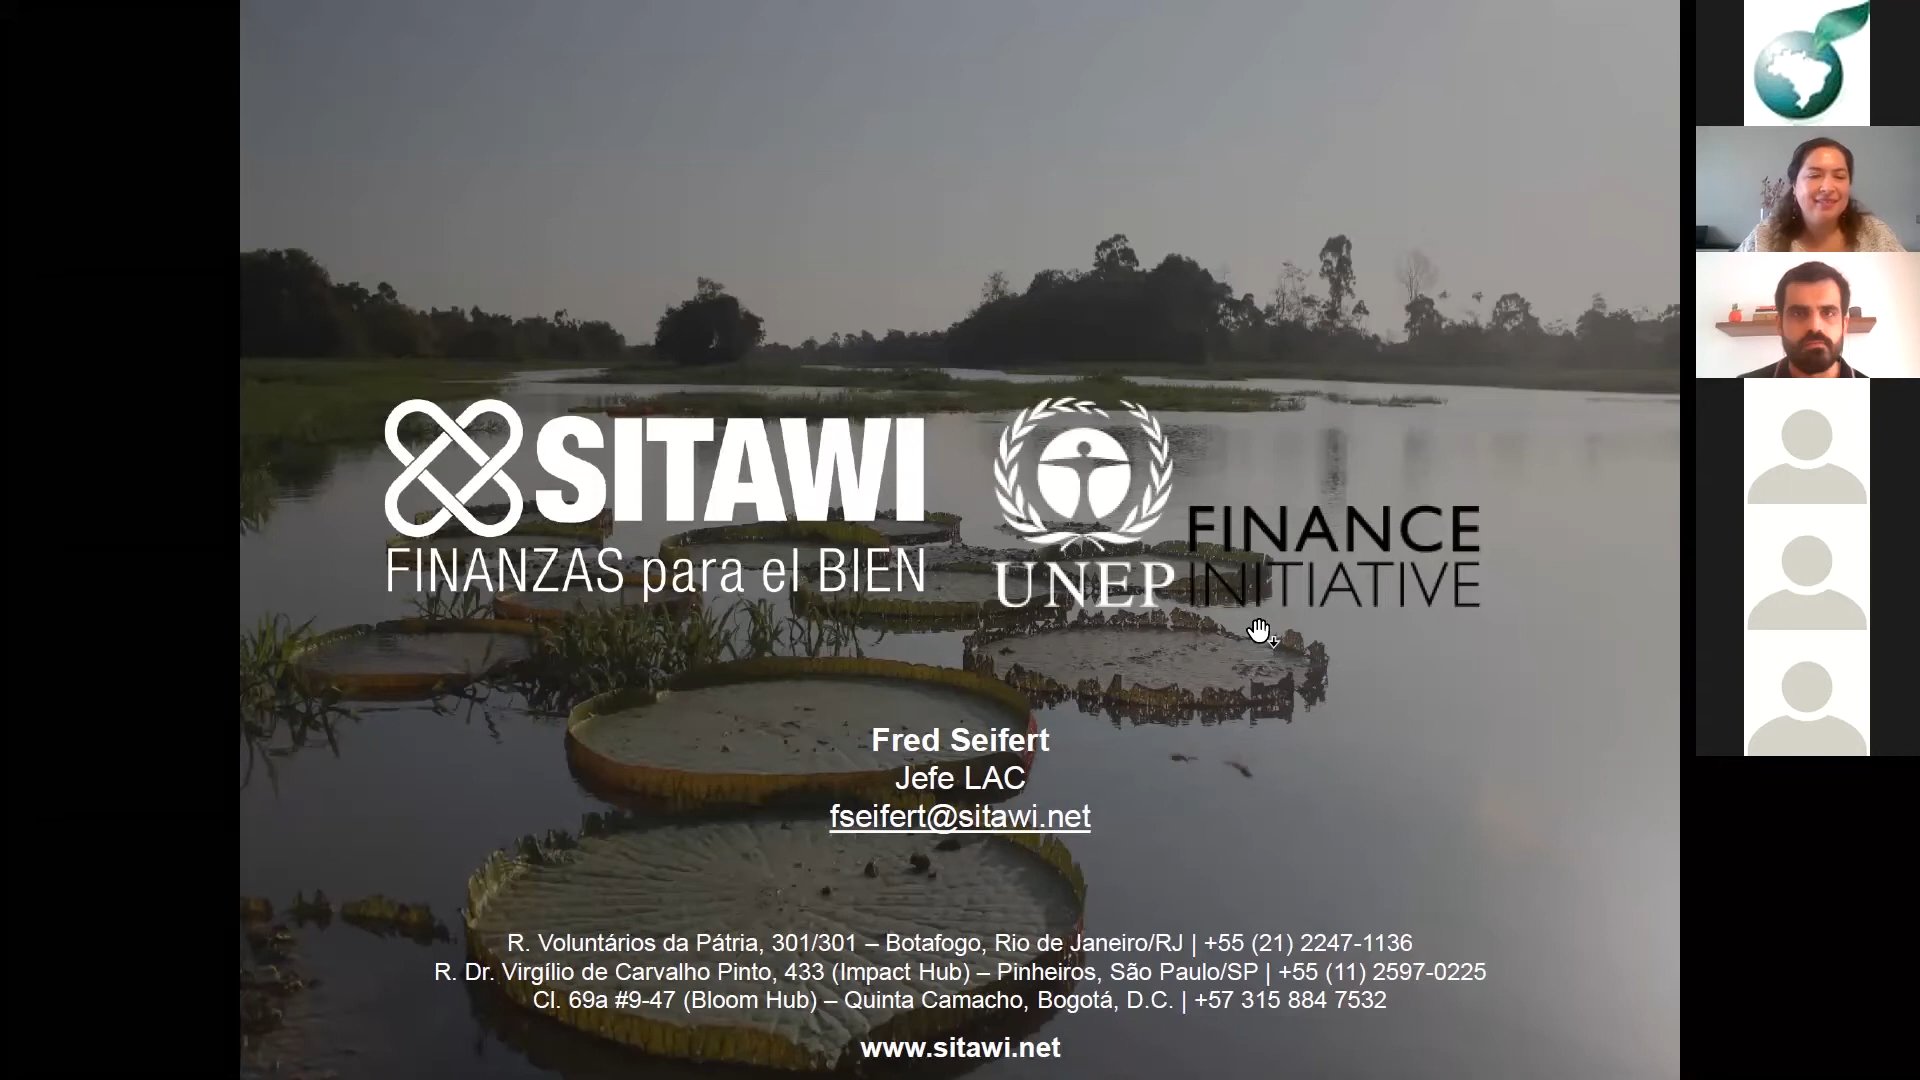 SITAWI
FINANZAS para el BIEN
UNEP
FINANCE
INITIATIVE
Fred Seifert
Jefe LAC
fseifert@sitawi.net
R. Voluntários da Pátria, 301/301 – Botafogo, Rio de Janeiro/RJ | +55 (21) 2247-1136
R. Dr. Virgílio de Carvalho Pinto, 433 (Impact Hub) – Pinheiros, São Paulo/SP | +55 (11) 2597-0225
Cl. 69a #9-47 (Bloom Hub) – Quinta Camacho, Bogotá, D.C. | +57 315 884 7532
www.sitawi.net